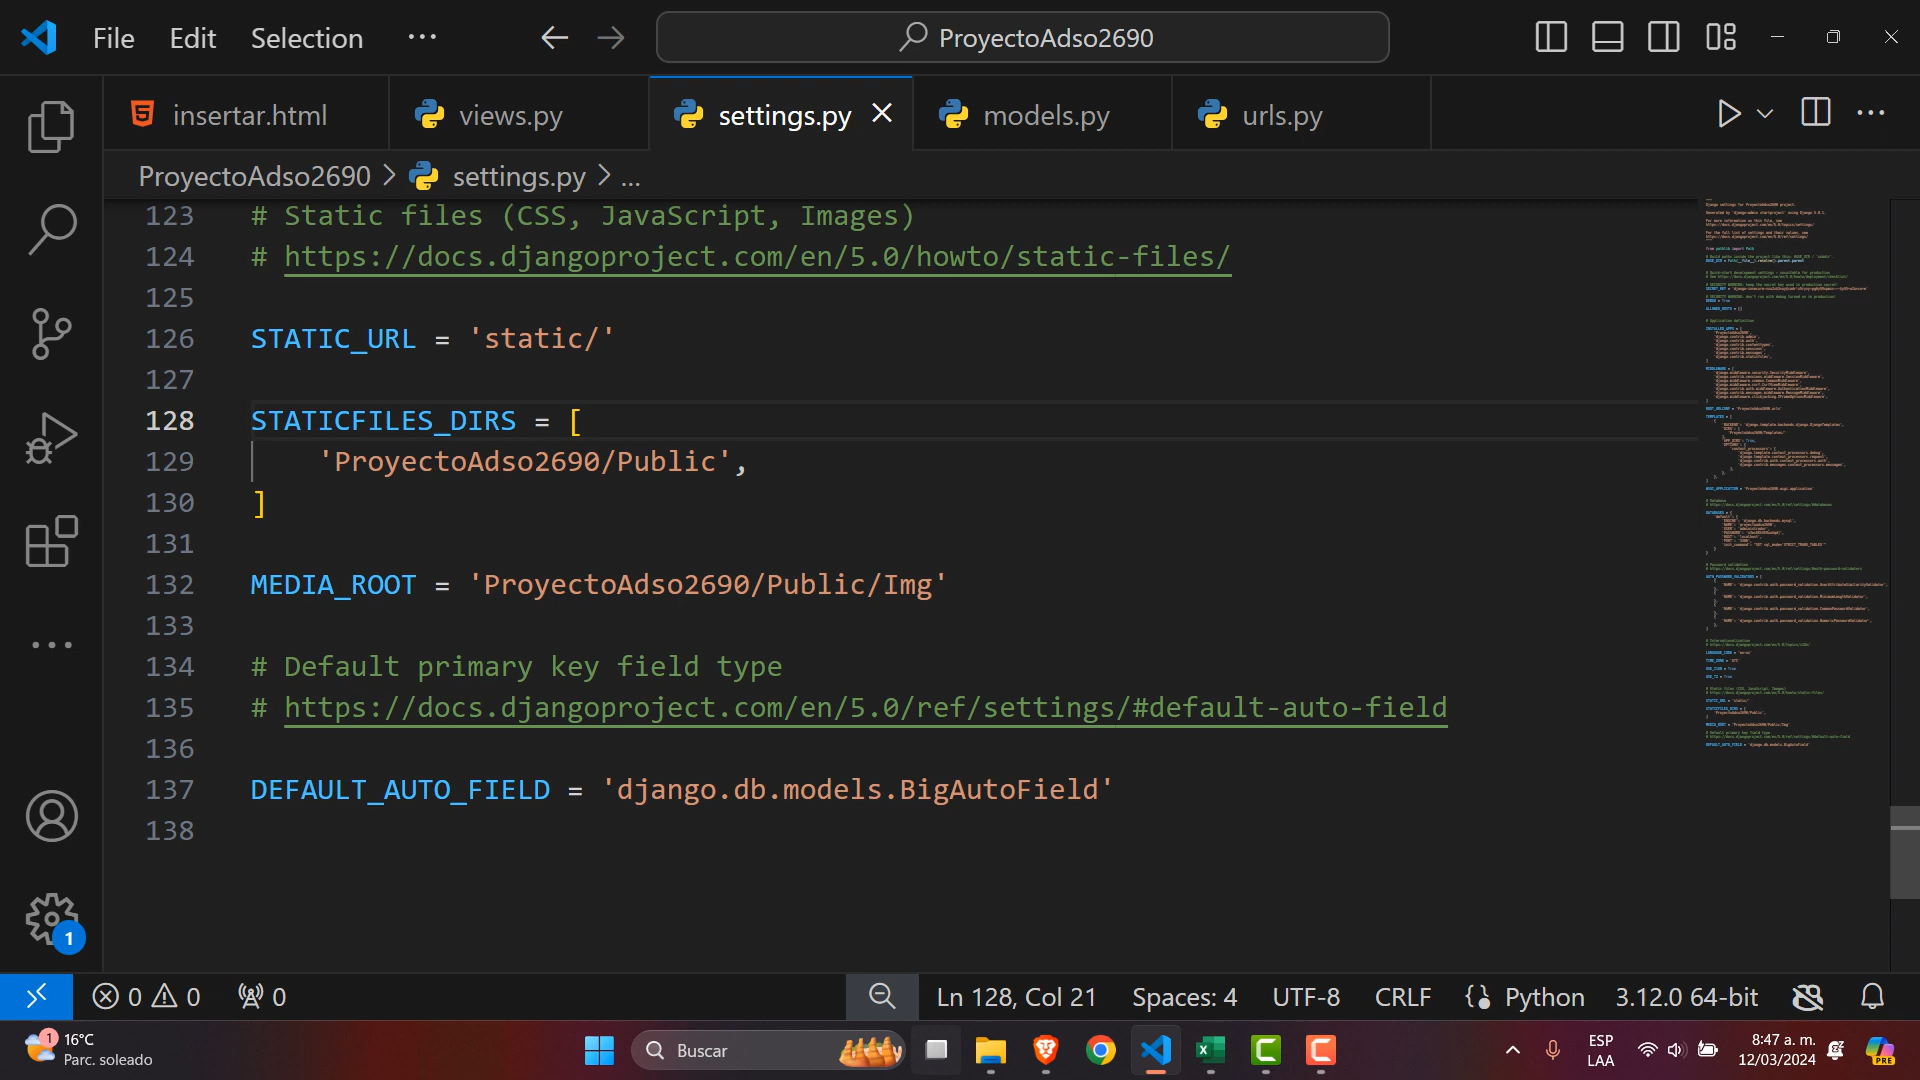 File Edit Selection ··· ProyectoAdso2690
insertar.html views.py settings.py models.py urls.py
ProyectoAdso2690 > settings.py > ...
123 # Static files (CSS, JavaScript, Images)
124 # https://docs.djangoproject.com/en/5.0/howto/static-files/
125
126 STATIC_URL = 'static/'
127
128 STATICFILES_DIRS = [
129 'ProyectoAdso2690/Public',
130 ]
131
132 MEDIA_ROOT = 'ProyectoAdso2690/Public/Img'
133
134 # Default primary key field type
135 # https://docs.djangoproject.com/en/5.0/ref/settings/#default-auto-field
136
137 DEFAULT_AUTO_FIELD = 'django.db.models.BigAutoField'
138
1
0 0 0 Ln 128, Col 21 Spaces: 4 UTF-8 CRLF Python 3.12.0 64-bit
1 16°C
Parc. soleado
Buscar
ESP
LAA
8:47 a. m.
12/03/2024
PRE